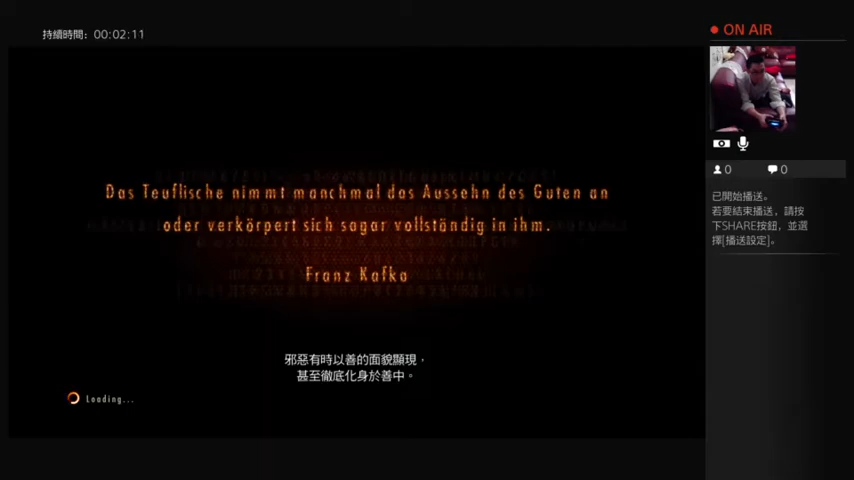 持續時間： 00:02:11
ON AIR
Das Teuflische nimmt manchmal das Aussehn des Guten an
oder verkörpert sich sogar vollständig in ihm.
Franz Kafka
邪惡有時以善的面貌顯現，
甚至徹底化身於善中。
Loading...
0
0
已開始播送。
若要結束播送，請按
下SHARE按鈕，並選
擇[播送設定]。